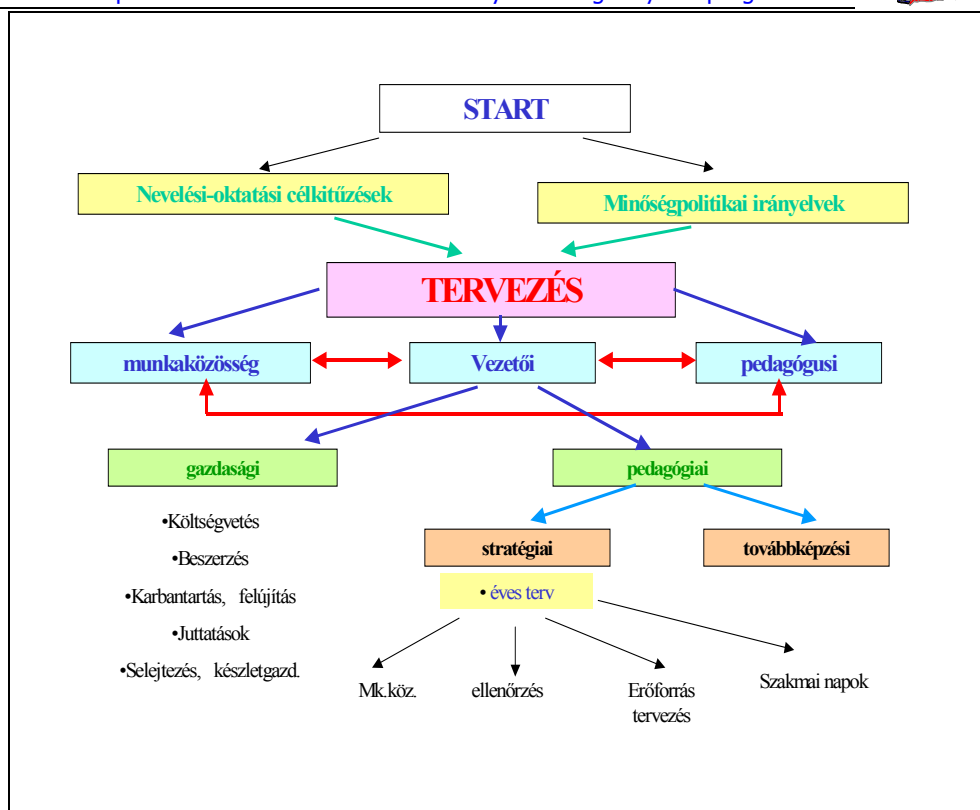 START
Nevelési-oktatási célkitűzések
Minőségpolitikai irányelvek
TERVEZÉS
munkaközösség
Vezetői
pedagógusi
gazdasági
pedagógiai
•Költségvetés
•Beszerzés
•Karbantartás, felújítás
•Juttatások
•Selejtezés, készletgazd.
stratégiai
továbbképzési
• éves terv
Mk.köz.
ellenőrzés
Erőforrás
tervezés
Szakmai napok